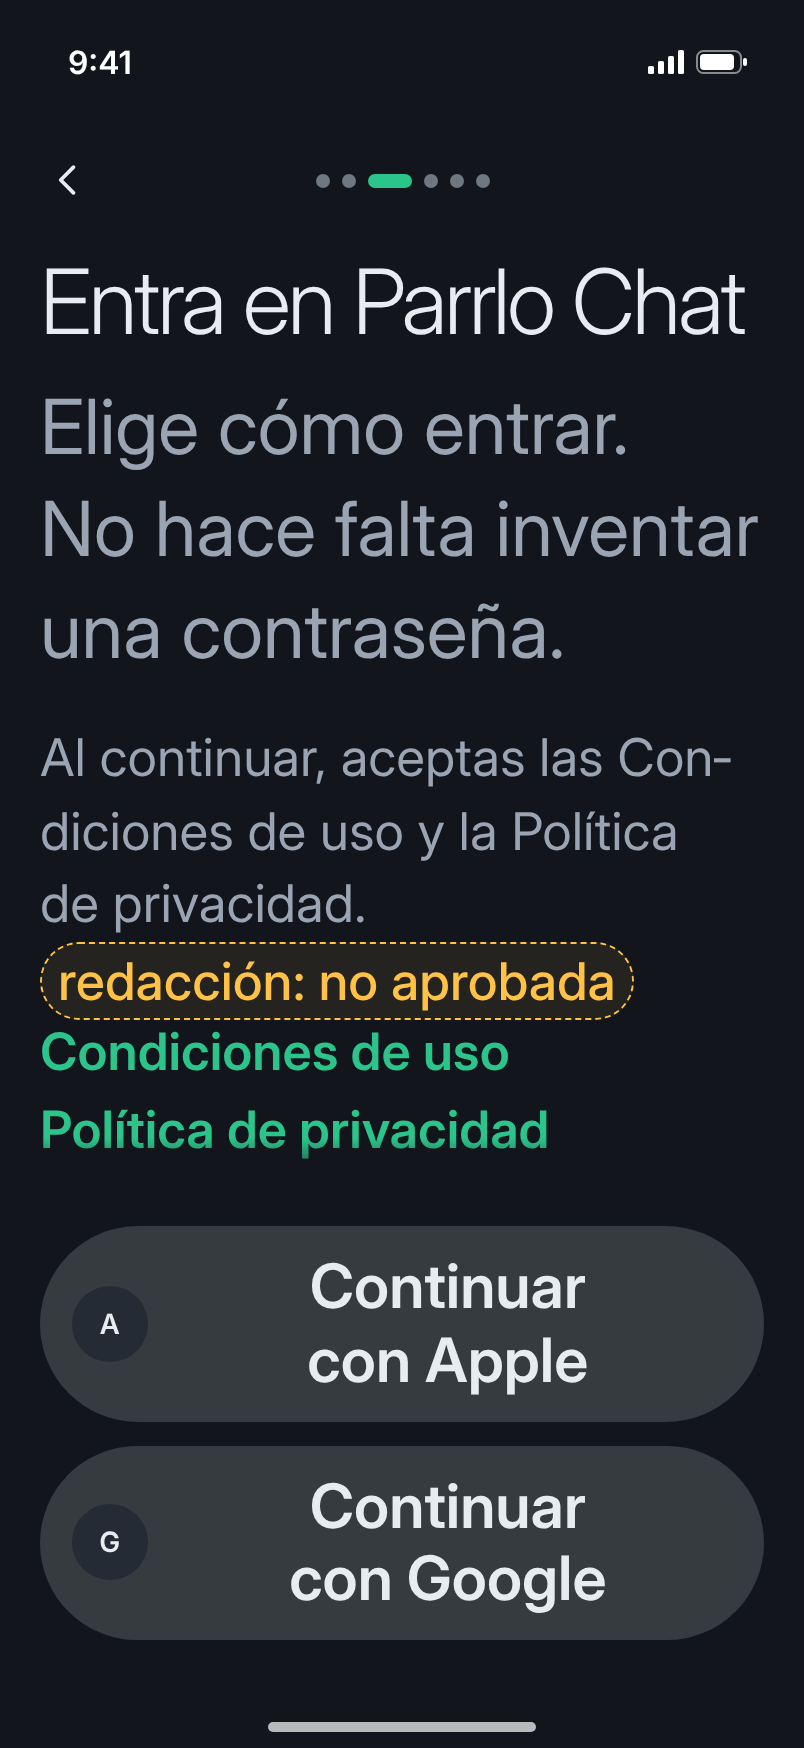 9:41
Entra en Parrlo Chat
Elige cómo entrar.
No hace falta inventar
una contraseña.
Al continuar, aceptas las Con-
diciones de uso y la Política
de privacidad.
redacción: no aprobada
Condiciones de uso
Política de privacidad
A
Continuar
con Apple
G
Continuar
con Google